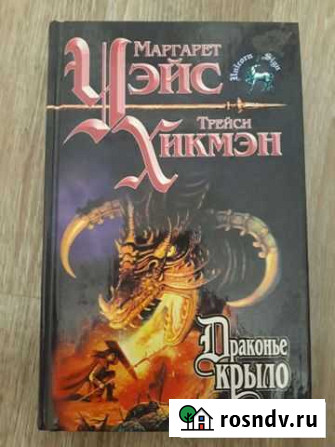 Маргарет
Уэйс
Unicorn Sign
Трейси
Хикмэн
Драконье
крыло
rosndv.ru